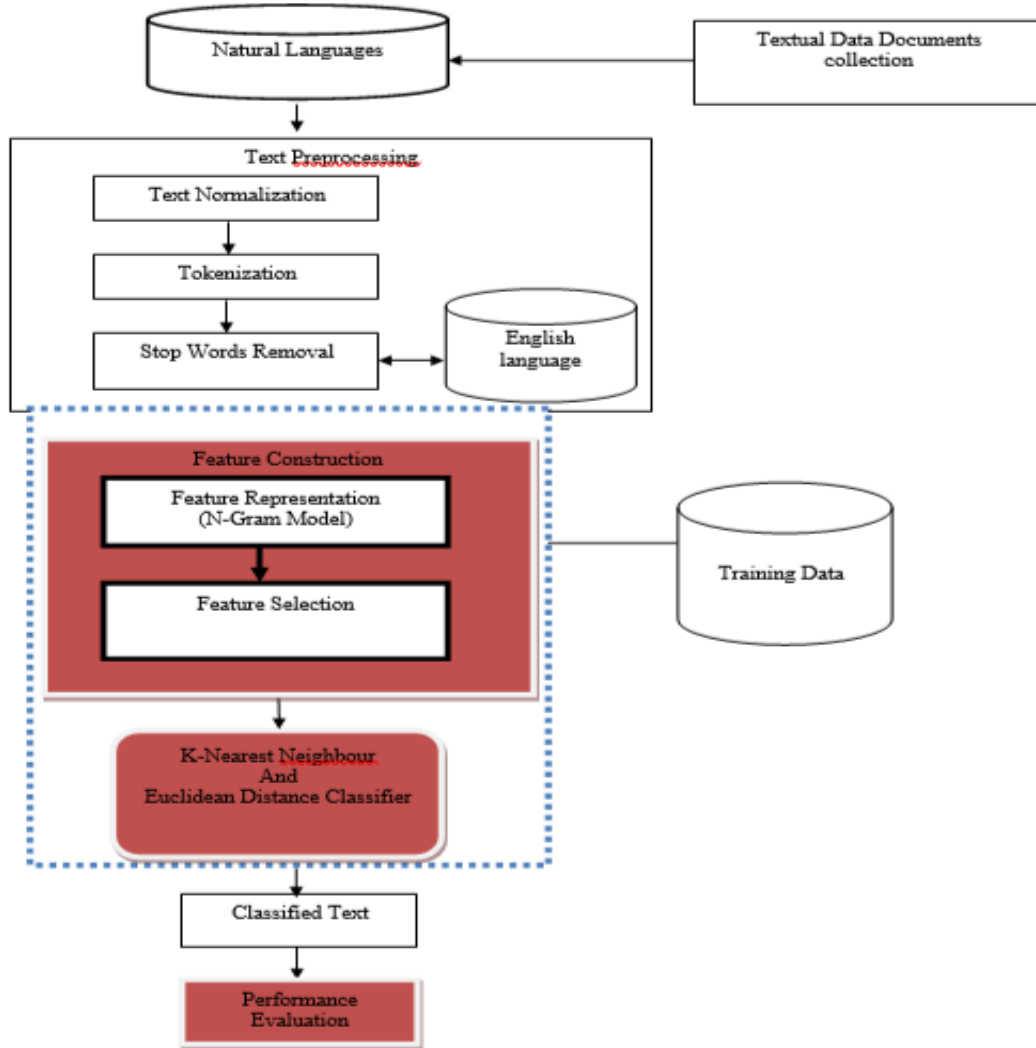 Natural Languages
Textual Data Documents
collection
Text Preprocessing
Text Normalization
Tokenization
Stop Words Removal
English
language
Feature Construction
Feature Representation
(N-Gram Model)
Feature Selection
Training Data
K-Nearest Neighbour
And
Euclidean Distance Classifier
Classified Text
Performance
Evaluation